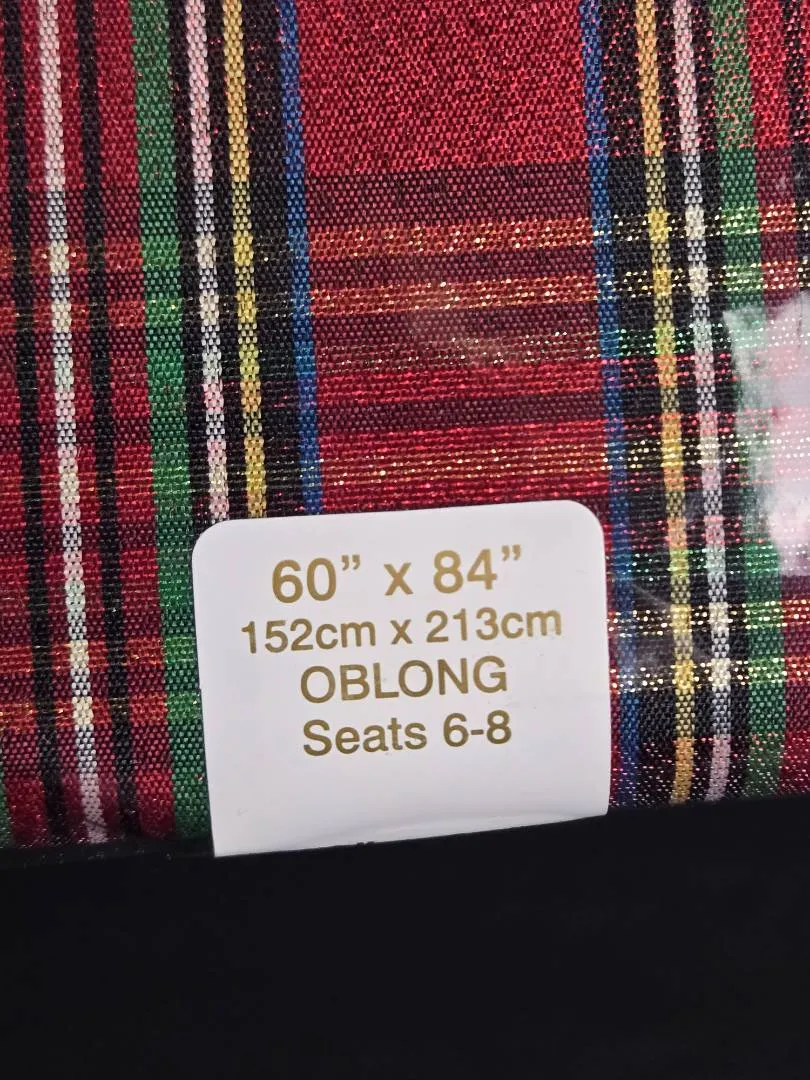 60” x 84”
152cm x 213cm
OBLONG
Seats 6-8